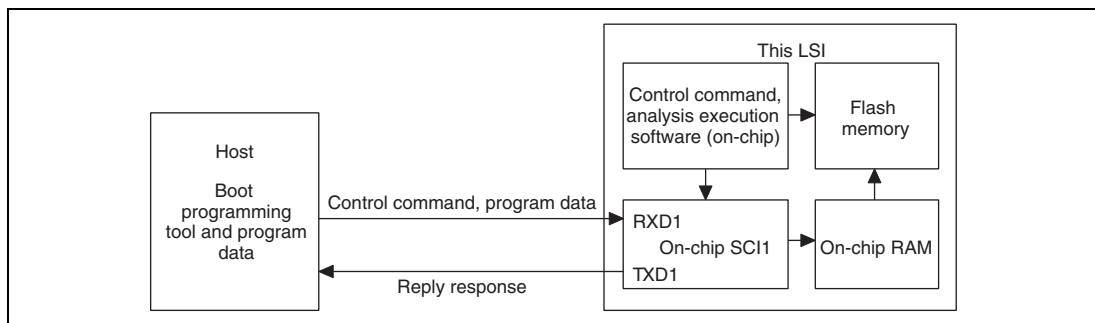 Host
Boot
programming
tool and program
data
Control command, program data
Reply response
This LSI
Control command,
analysis execution
software (on-chip)
Flash
memory
RXD1
On-chip SCI1
TXD1
On-chip RAM